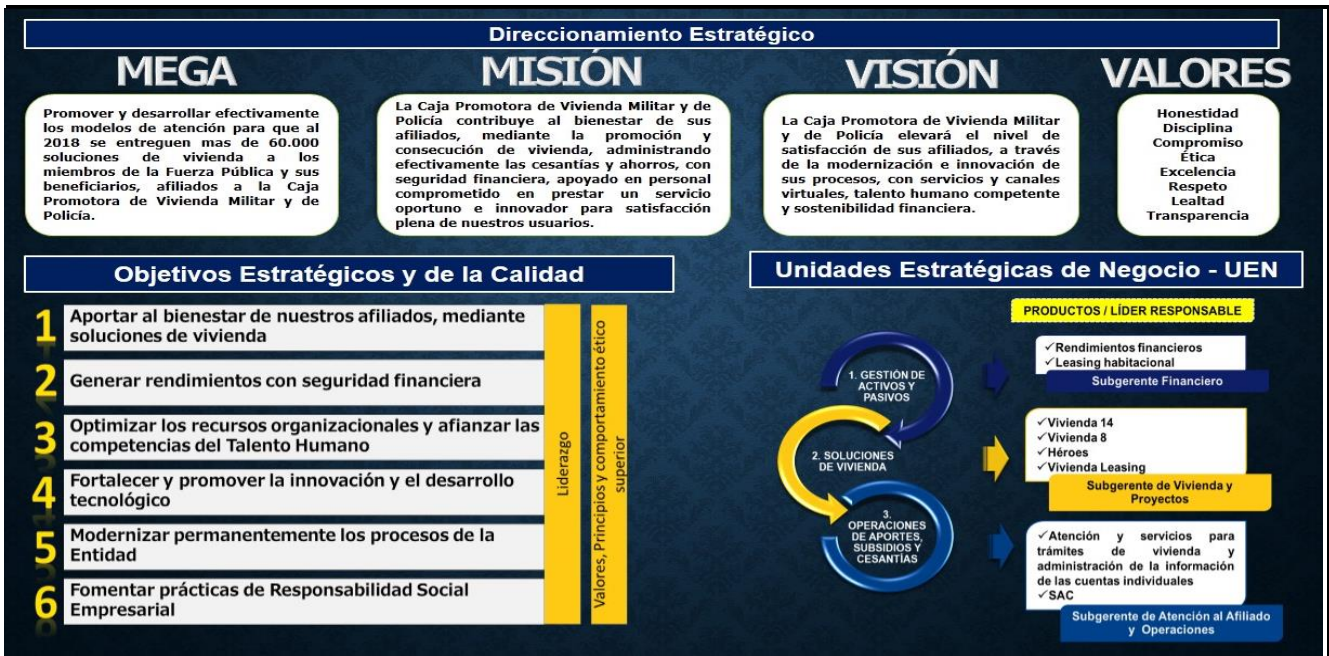 Direccionamiento Estratégico
MEGA
Promover y desarrollar efectivamente
los modelos de atención para que al
2018 se entreguen mas de 60.000
soluciones de vivienda a los
miembros de la Fuerza Pública y sus
beneficiarios, afiliados a la Caja
Promotora de Vivienda Militar y de
Policía.
MISIÓN
La Caja Promotora de Vivienda Militar y de
Policía contribuye al bienestar de sus
afiliados, mediante la promoción y
consecución de vivienda, administrando
efectivamente las cesantías y ahorros, con
seguridad financiera, apoyado en personal
comprometido en prestar un servicio
oportuno e innovador para satisfacción
plena de nuestros usuarios.
VISIÓN
La Caja Promotora de Vivienda Militar
y de Policía elevará el nivel de
satisfacción de sus afiliados, a través
de la modernización e innovación de
sus procesos, con servicios y canales
virtuales, talento humano competente
y sostenibilidad financiera.
VALORES
Honestidad
Disciplina
Compromiso
Ética
Excelencia
Respeto
Lealtad
Transparencia
Objetivos Estratégicos y de la Calidad
1 Aportar al bienestar de nuestros afiliados, mediante
soluciones de vivienda
2 Generar rendimientos con seguridad financiera
3 Optimizar los recursos organizacionales y afianzar las
competencias del Talento Humano
4 Fortalecer y promover la innovación y el desarrollo
tecnológico
5 Modernizar permanentemente los procesos de la
Entidad
6 Fomentar prácticas de Responsabilidad Social
Empresarial
Liderazgo
Valores, Principios y comportamiento ético
superior
Unidades Estratégicas de Negocio - UEN
PRODUCTOS / LÍDER RESPONSABLE
1. GESTIÓN DE
ACTIVOS Y
PASIVOS
✓Rendimientos financieros
✓Leasing habitacional
Subgerente Financiero
2. SOLUCIONES
DE VIVIENDA
✓Vivienda 14
✓Vivienda 8
✓Héroes
✓Vivienda Leasing
Subgerente de Vivienda y
Proyectos
3.
OPERACIONES
DE APORTES,
SUBSIDIOS Y
CESANTÍAS
✓Atención y servicios para
trámites de vivienda y
administración de la información
de las cuentas individuales
✓SAC
Subgerente de Atención al Afiliado
y Operaciones